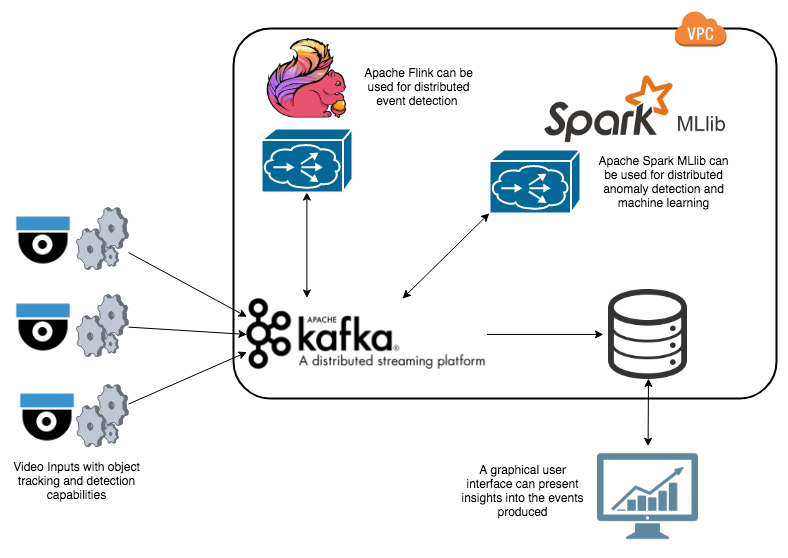 VPC
Apache Flink can be
used for distributed
event detection
Spark MLlib
Apache Spark MLlib can
be used for distributed
anomaly detection and
machine learning
APACHE
kafka®
A distributed streaming platform
Video Inputs with object
tracking and detection
capabilities
A graphical user
interface can present
insights into the events
produced